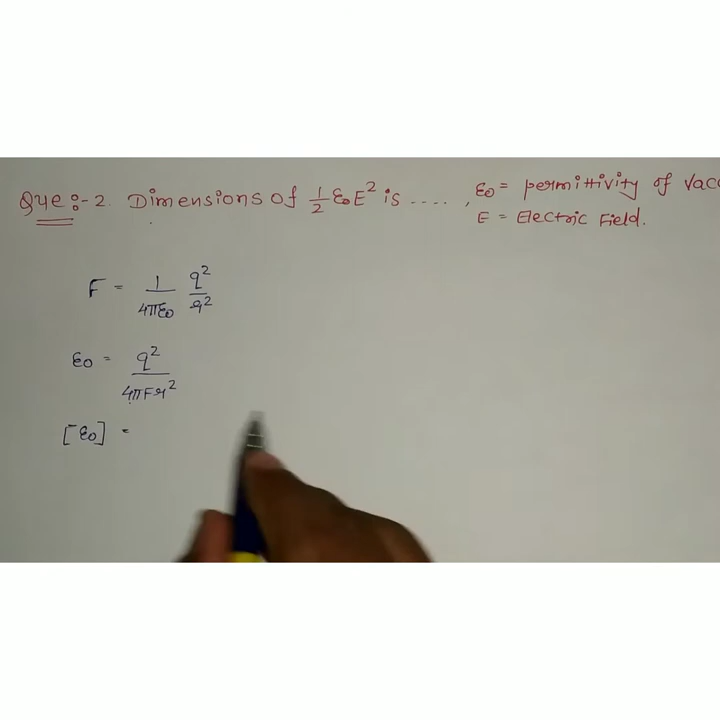 Que:-2. Dimensions of 1/2 ε0E² is ...., ε0 = permittivity of
E = Electric Field.
F = 1/4πε0 q²/r²
ε0 = q²/4πFr²
[ε0] =